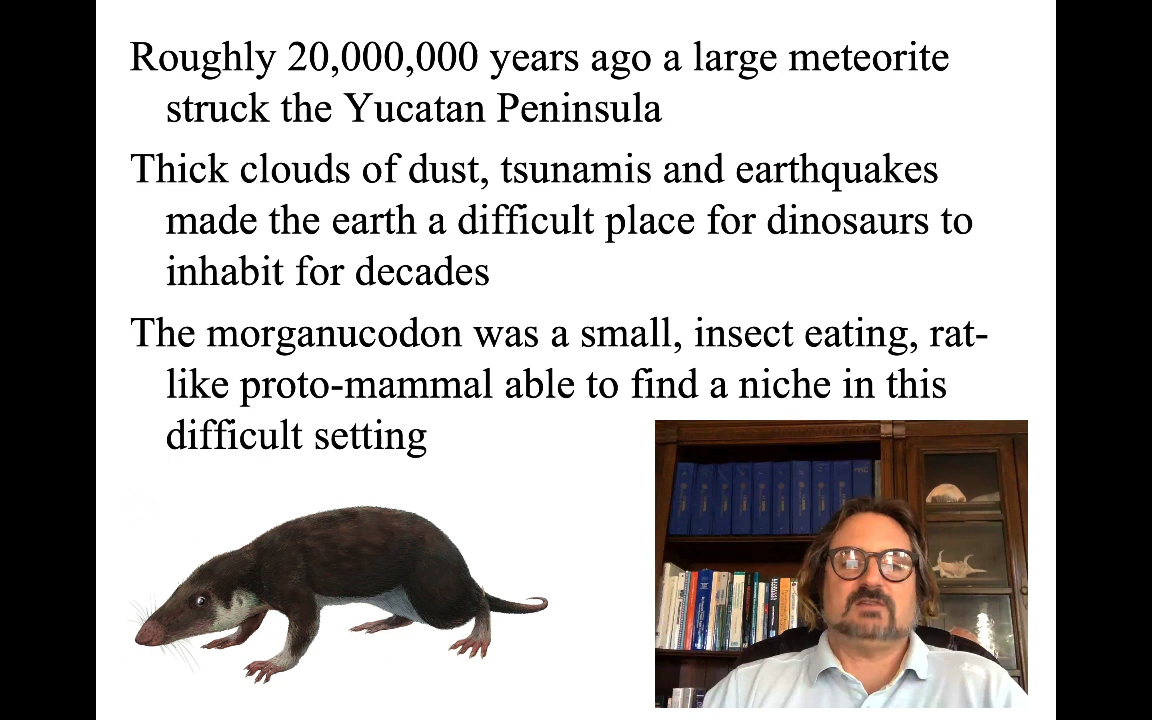 Roughly 20,000,000 years ago a large meteorite
struck the Yucatan Peninsula
Thick clouds of dust, tsunamis and earthquakes
made the earth a difficult place for dinosaurs to
inhabit for decades
The morganucodon was a small, insect eating, rat-
like proto-mammal able to find a niche in this
difficult setting